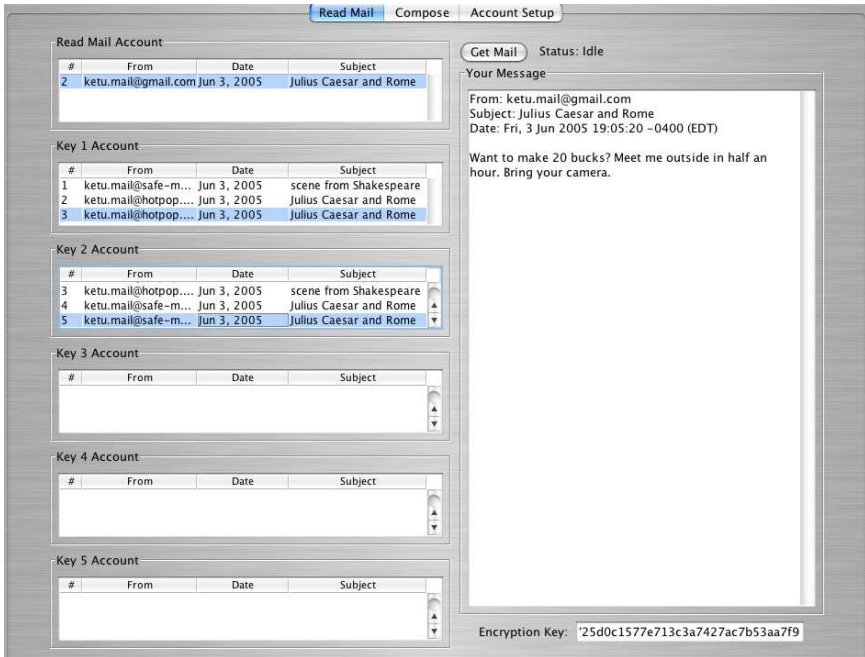 Read Mail Compose Account Setup
Read Mail Account
# From Date Subject
2 ketu.mail@gmail.com Jun 3, 2005 Julius Caesar and Rome
Key 1 Account
# From Date Subject
1 ketu.mail@safe-m... Jun 3, 2005 scene from Shakespeare
2 ketu.mail@hotpop.... Jun 3, 2005 Julius Caesar and Rome
3 ketu.mail@hotpop.... Jun 3, 2005 Julius Caesar and Rome
Key 2 Account
# From Date Subject
3 ketu.mail@hotpop.... Jun 3, 2005 scene from Shakespeare
4 ketu.mail@safe-m... Jun 3, 2005 Julius Caesar and Rome
5 ketu.mail@safe-m... Jun 3, 2005 Julius Caesar and Rome
Key 3 Account
# From Date Subject
Key 4 Account
# From Date Subject
Key 5 Account
# From Date Subject
Get Mail Status: Idle
Your Message
From: ketu.mail@gmail.com
Subject: Julius Caesar and Rome
Date: Fri, 3 Jun 2005 19:05:20 -0400 (EDT)
Want to make 20 bucks? Meet me outside in half an
hour. Bring your camera.
Encryption Key: '25d0c1577e713c3a7427ac7b53aa7f9